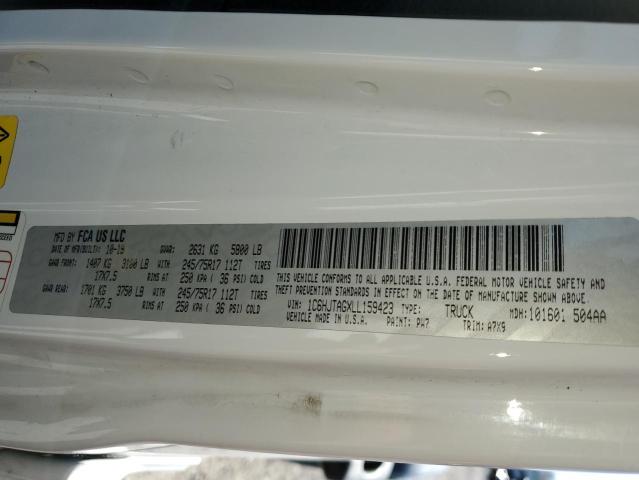 MFD BY FCA US LLC
DATE OF MFR/BUILT: 10-19 GVWR: 2631 KG 5800 LB
GAWR FRONT: 1407 KG 3100 LB WITH 245/75R17 112T TIRES
17X7.5 RIMS AT 250 KPA ( 36 PSI) COLD
GAWR REAR: 1701 KG 3750 LB WITH 245/75R17 112T TIRES
17X7.5 RIMS AT 250 KPA ( 36 PSI) COLD
THIS VEHICLE CONFORMS TO ALL APPLICABLE U.S.A. FEDERAL MOTOR VEHICLE SAFETY AND
THEFT PREVENTION STANDARDS IN EFFECT ON THE DATE OF MANUFACTURE SHOWN ABOVE.
VIN: 1C6HJTAGXLL159423 TYPE: TRUCK MDH: 101601 504AA
VEHICLE MADE IN U.S.A. PAINT: PW7 TRIM: A7X9